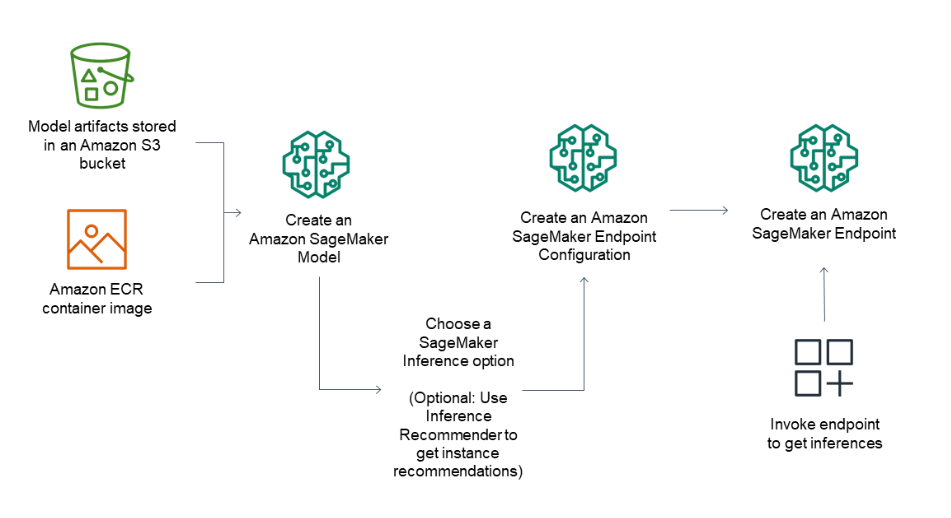 Model artifacts stored
in an Amazon S3
bucket
Amazon ECR
container image
Create an
Amazon SageMaker
Model
Choose a
SageMaker
Inference option
(Optional: Use
Inference
Recommender to
get instance
recommendations)
Create an Amazon
SageMaker Endpoint
Configuration
Create an Amazon
SageMaker Endpoint
Invoke endpoint
to get inferences